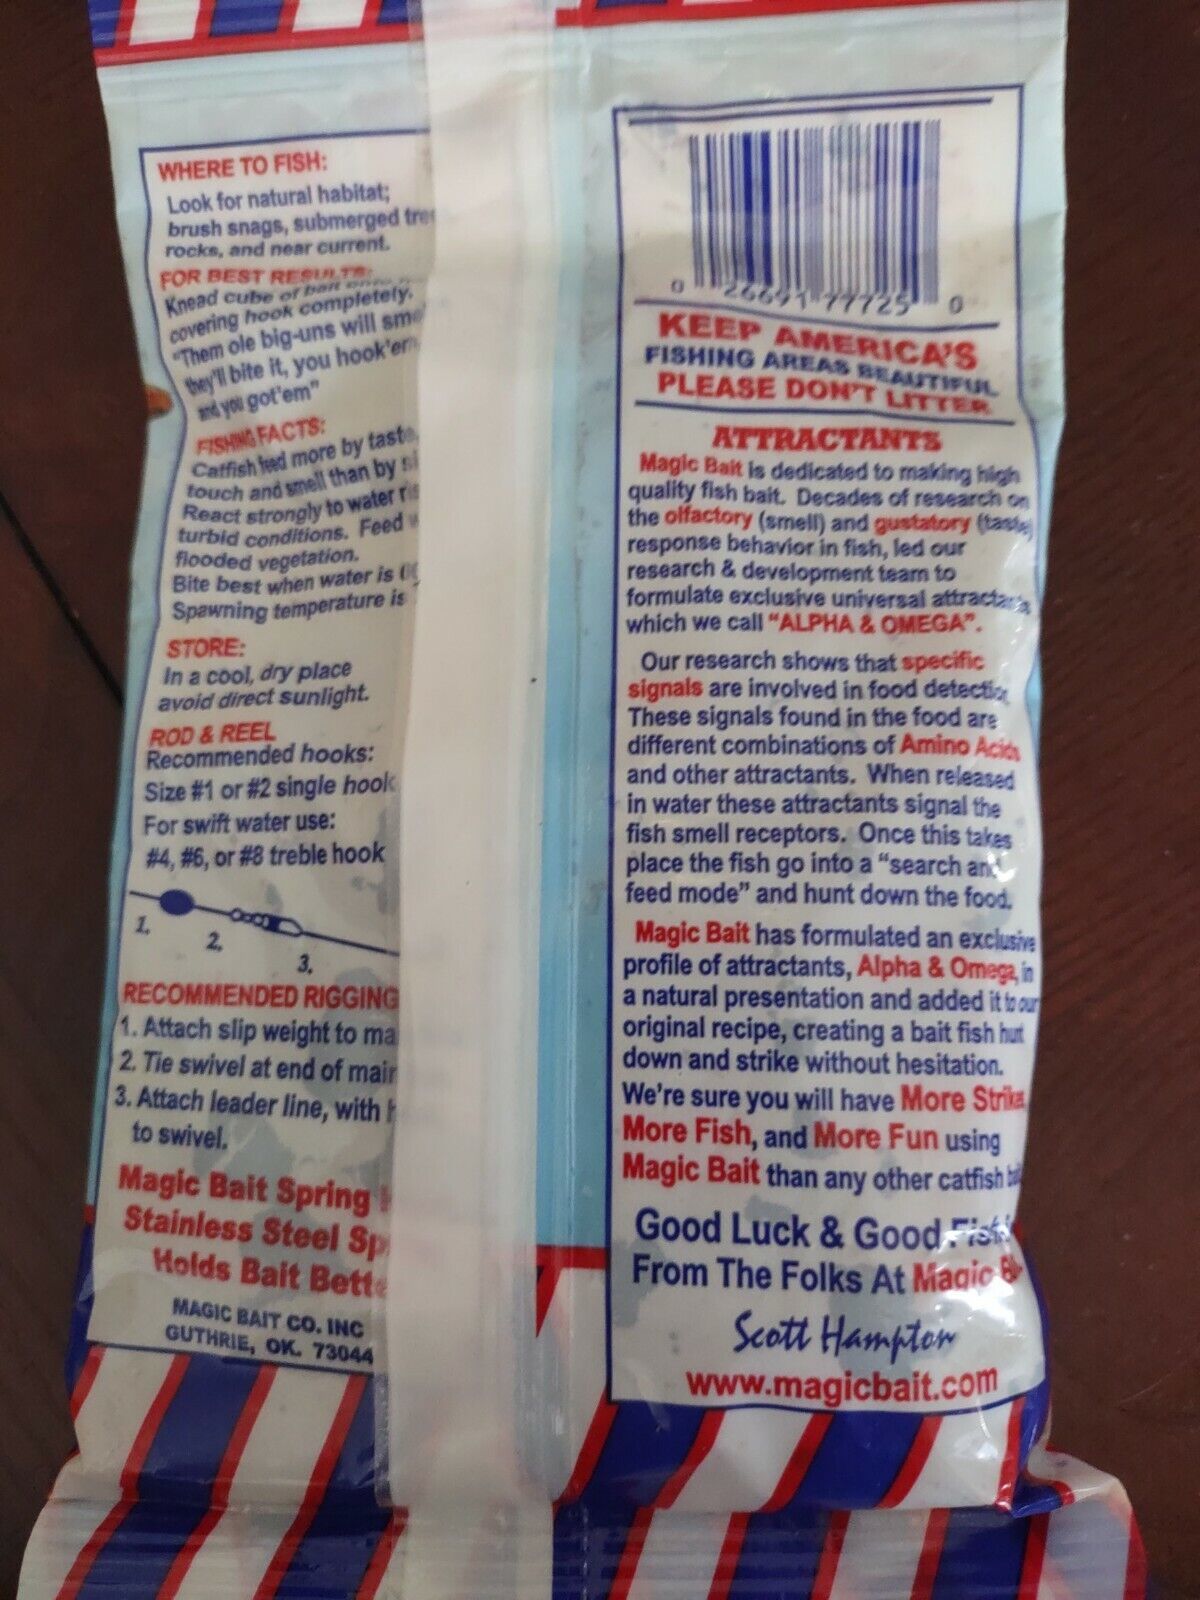 WHERE TO FISH:
Look for natural habitat;
brush snags, submerged
rocks, and near current.
FOR BEST RESULTS:
Knead cube of bait onto
covering hook completely.
"Them ole big-uns will
they'll bite it, you hook'em
and you got'em"
FISHING FACTS:
Catfish feed more by taste,
touch and smell than by
React strongly to water
turbid conditions. Feed
flooded vegetation.
Bite best when water is
Spawning temperature is
STORE:
In a cool, dry place
avoid direct sunlight.
ROD & REEL
Recommended hooks:
Size #1 or #2 single hook
For swift water use:
#4, #6, or #8 treble hook
1.
2.
3.
RECOMMENDED RIGGING
1. Attach slip weight to
2. Tie swivel at end of
3. Attach leader line, with
to swivel.
Magic Bait Spring
Stainless Steel
Holds Bait
MAGIC BAIT CO. INC
GUTHRIE, OK. 73044
0 26691 77725 0
KEEP AMERICA'S
FISHING AREAS BEAUTIFUL
PLEASE DON'T LITTER
ATTRACTANTS
Magic Bait is dedicated to making high
quality fish bait. Decades of research on
the olfactory (smell) and gustatory (taste)
response behavior in fish, led our
research & development team to
formulate exclusive universal attractants
which we call "ALPHA & OMEGA".
Our research shows that specific
signals are involved in food detection
These signals found in the food are
different combinations of Amino Acids
and other attractants. When released
in water these attractants signal the
fish smell receptors. Once this takes
place the fish go into a "search and
feed mode" and hunt down the food.
Magic Bait has formulated an exclusive
profile of attractants, Alpha & Omega, in
a natural presentation and added it to our
original recipe, creating a bait fish hunt
down and strike without hesitation.
We're sure you will have More
More Fish, and More Fun using
Magic Bait than any other catfish
Good Luck & Good
From The Folks At Magic
Scott Hampton
www.magicbait.com